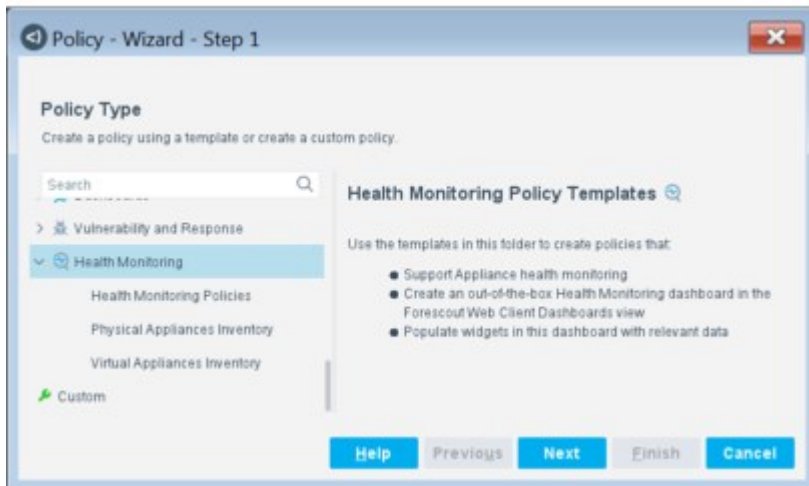 Policy - Wizard - Step 1
Policy Type
Create a policy using a template or create a custom policy.
Search
Vulnerability and Response
Health Monitoring
Health Monitoring Policies
Physical Appliances Inventory
Virtual Appliances Inventory
Custom
Health Monitoring Policy Templates
Use the templates in this folder to create policies that:
Support Appliance health monitoring
Create an out-of-the-box Health Monitoring dashboard in the
Forescout Web Client Dashboards view
Populate widgets in this dashboard with relevant data
Help
Previous
Next
Finish
Cancel